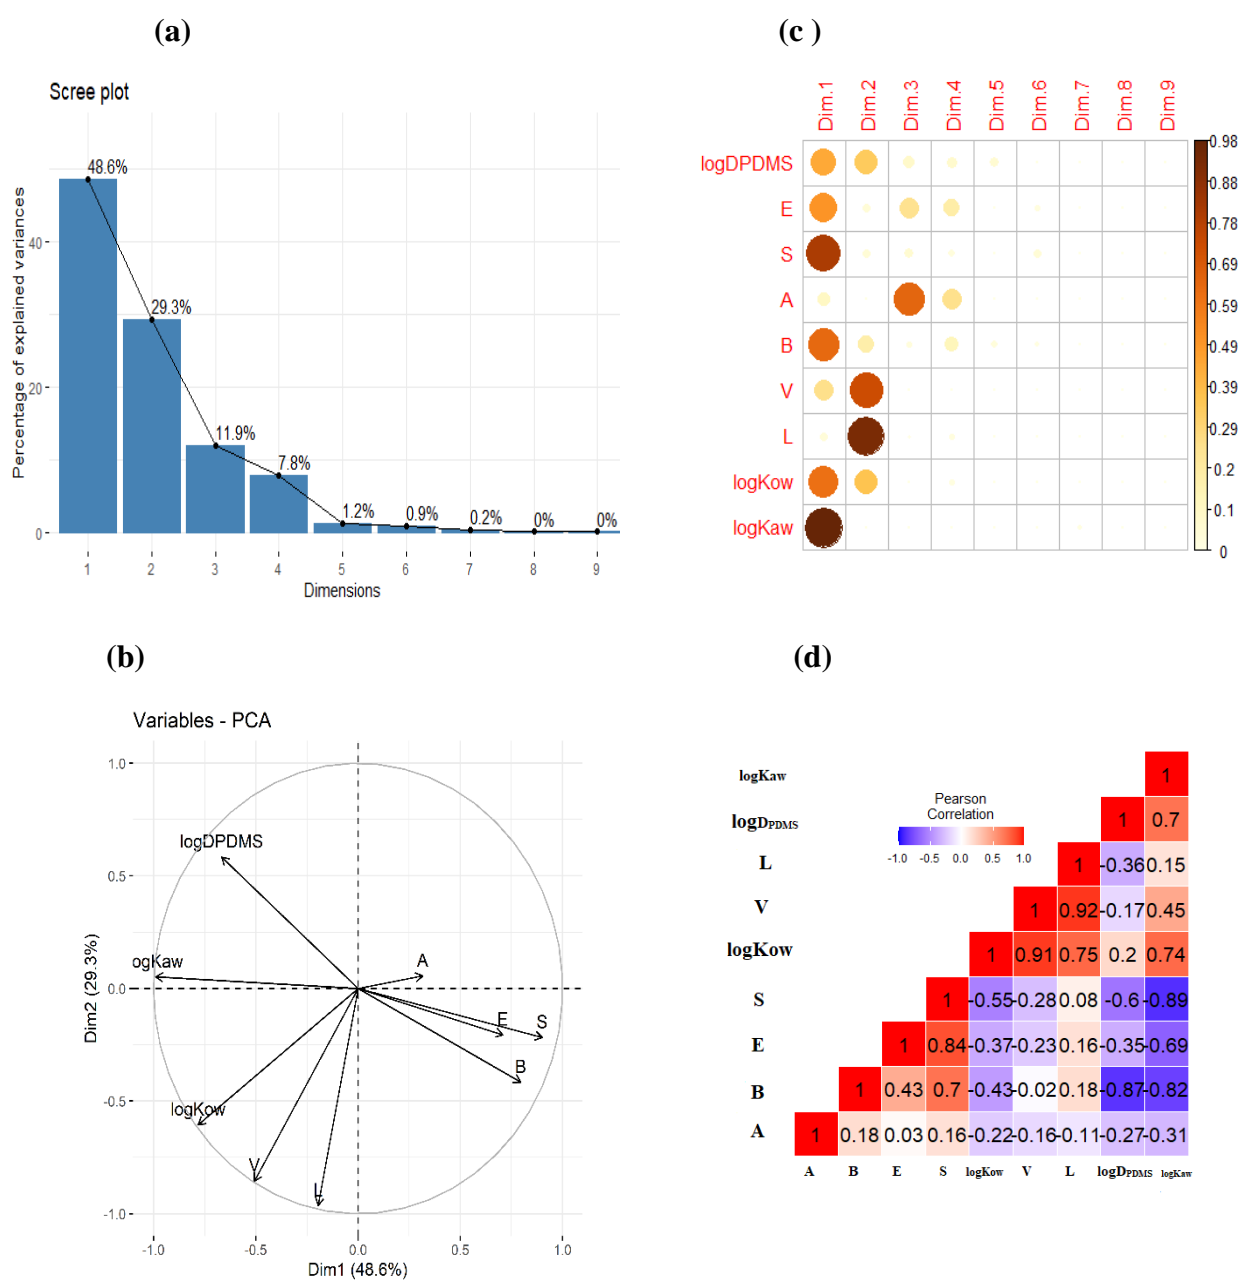 (a)
Scree plot
Percentage of explained variances
40
20
0
48.6%
29.3%
11.9%
7.8%
1.2%
0.9%
0.2%
0%
0%
1 2 3 4 5 6 7 8 9
Dimensions
(c )
Dim.1 Dim.2 Dim.3 Dim.4 Dim.5 Dim.6 Dim.7 Dim.8 Dim.9
logDPDMS
E
S
A
B
V
L
logKow
logKaw
0.98
0.88
0.78
0.69
0.59
0.49
0.39
0.29
0.2
0.1
0
(b)
Variables - PCA
Dim2 (29.3%)
1.0
0.5
0.0
-0.5
-1.0
logDPDMS
ogKaw
A
E
S
B
logKow
V
L
-1.0 -0.5 0.0 0.5 1.0
Dim1 (48.6%)
(d)
Pearson
Correlation
-1.0 -0.5 0.0 0.5 1.0
logKaw 1
logDPDMS 1 0.7
L 1 -0.36 0.15
V 1 0.92 -0.17 0.45
logKow 1 0.91 0.75 0.2 0.74
S 1 -0.55 -0.28 0.08 -0.6 -0.89
E 1 0.84 -0.37 -0.23 0.16 -0.35 -0.69
B 1 0.43 0.7 -0.43 -0.02 0.18 -0.87 -0.82
A 1 0.18 0.03 0.16 -0.22 -0.16 -0.11 -0.27 -0.31
A B E S logKow V L logDPDMS logKaw